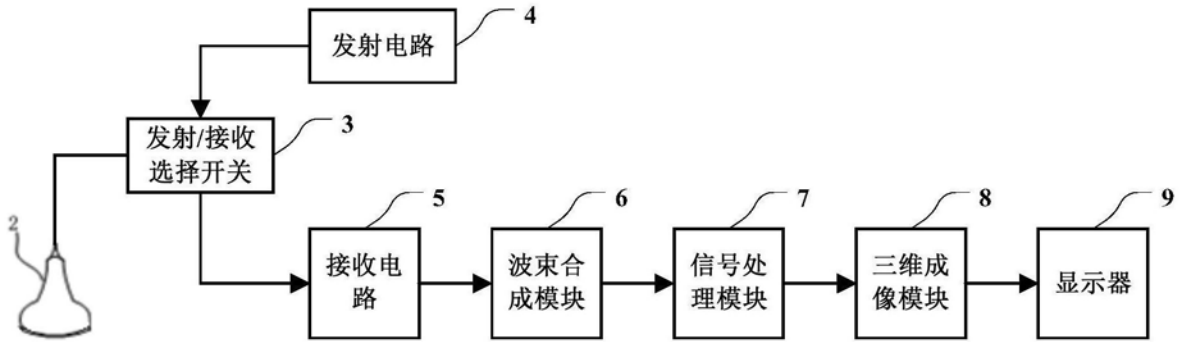 发射电路
4
发射/接收
选择开关
3
2
接收电
路
5
波束合
成模块
6
信号处
理模块
7
三维成
像模块
8
显示器
9